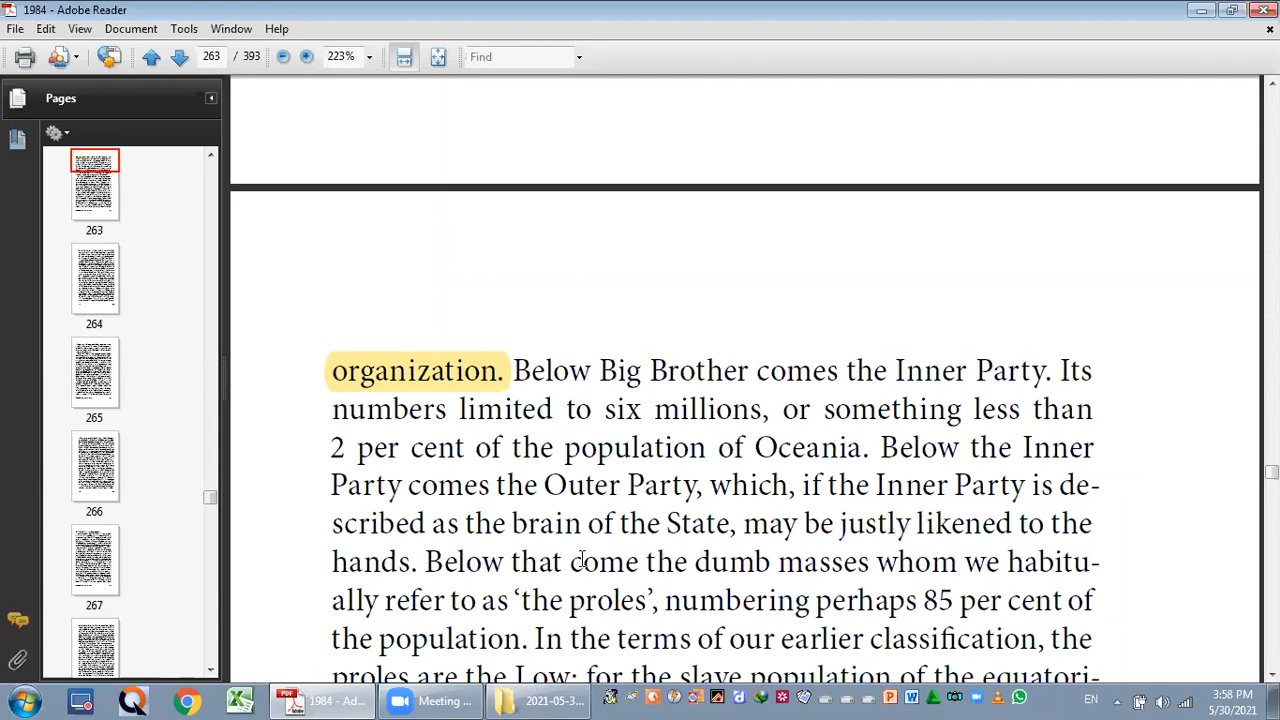 1984 - Adobe Reader
File Edit View Document Tools Window Help
263 / 393 223% Find
Pages
263
264
265
266
267
organization. Below Big Brother comes the Inner Party. Its
numbers limited to six millions, or something less than
2 per cent of the population of Oceania. Below the Inner
Party comes the Outer Party, which, if the Inner Party is de-
scribed as the brain of the State, may be justly likened to the
hands. Below that come the dumb masses whom we habitu-
ally refer to as ‘the proles’, numbering perhaps 85 per cent of
the population. In the terms of our earlier classification, the
proles are the Low: for the slave population of the equatori-
1984 - Ad... Meeting ... 2021-05-3... EN 3:58 PM
5/30/2021